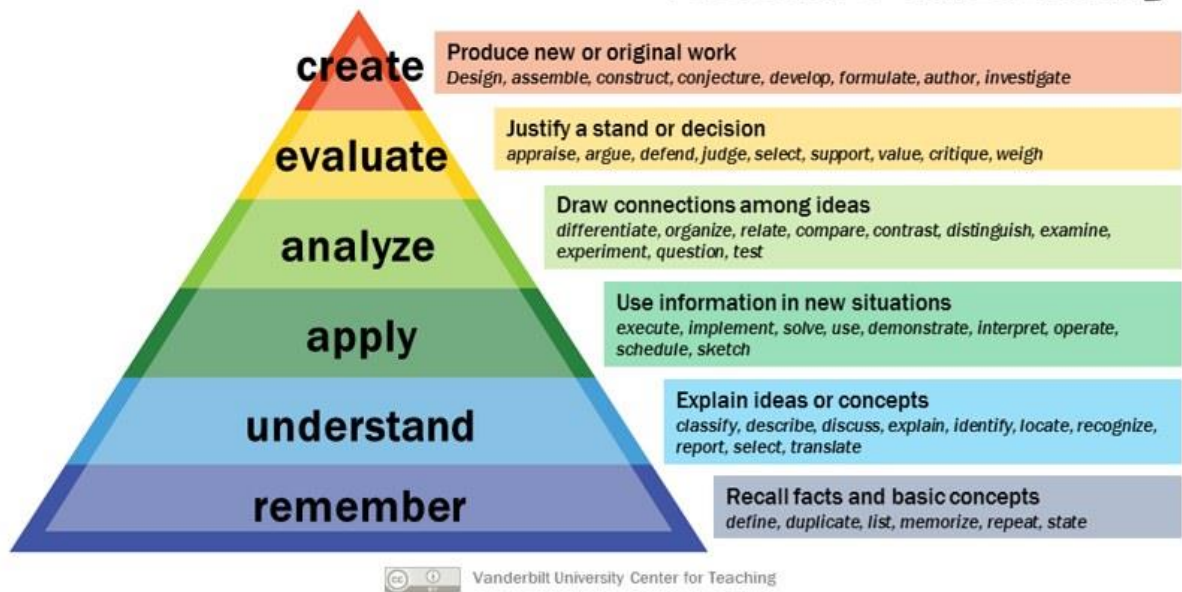 create
Produce new or original work
Design, assemble, construct, conjecture, develop, formulate, author, investigate
evaluate
Justify a stand or decision
appraise, argue, defend, judge, select, support, value, critique, weigh
analyze
Draw connections among ideas
differentiate, organize, relate, compare, contrast, distinguish, examine,
experiment, question, test
apply
Use information in new situations
execute, implement, solve, use, demonstrate, interpret, operate,
schedule, sketch
understand
Explain ideas or concepts
classify, describe, discuss, explain, identify, locate, recognize,
report, select, translate
remember
Recall facts and basic concepts
define, duplicate, list, memorize, repeat, state
cc
Vanderbilt University Center for Teaching